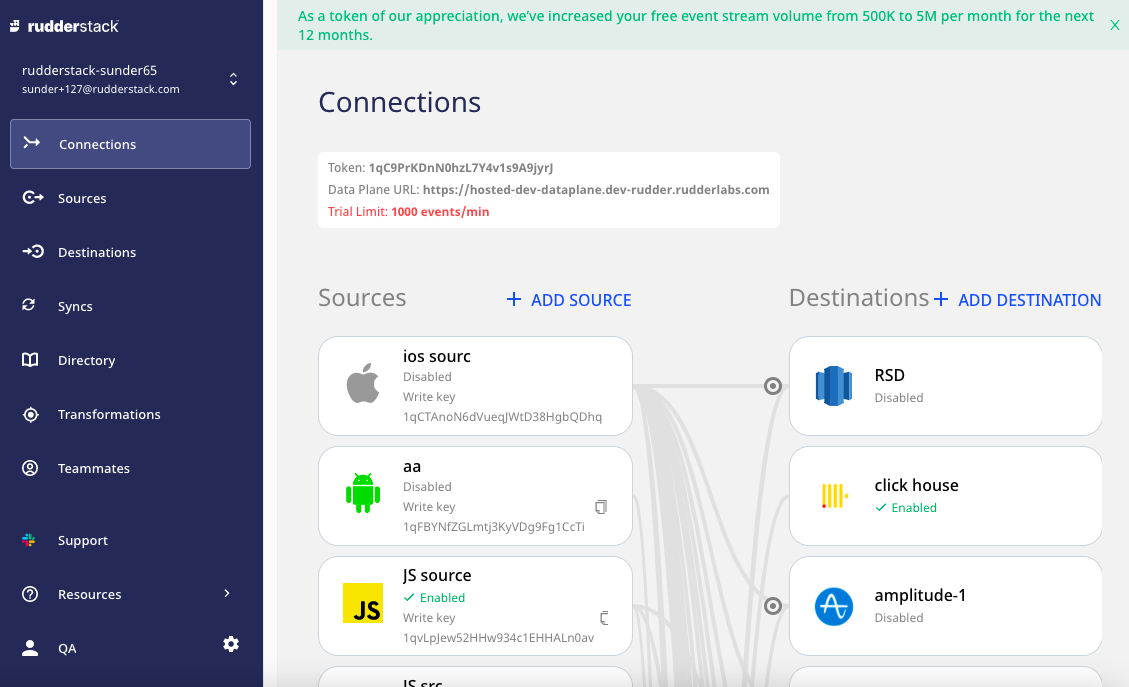 rudderstack
As a token of our appreciation, we've increased your free event stream volume from 500K to 5M per month for the next
12 months.
X
rudderstack-sunder65
sunder+127@rudderstack.com
Connections
Sources
Destinations
Syncs
Directory
Transformations
Teammates
Support
Resources
QA
Connections
Token: 1qC9PrKDnN0hzL7Y4v1s9A9jyrJ
Data Plane URL: https://hosted-dev-dataplane.dev-rudder.rudderlabs.com
Trial Limit: 1000 events/min
Sources
+ ADD SOURCE
Destinations
+ ADD DESTINATION
ios sourc
Disabled
Write key
1qCTAnoN6dVueqJWtD38HgbQDhq
aa
Disabled
Write key
1qFBYNfZGLmtj3KyVDg9Fg1CcTi
JS
JS source
Enabled
Write key
1qvLpJew52HHw934c1EHHALn0av
JS src
RSD
Disabled
click house
Enabled
amplitude-1
Disabled